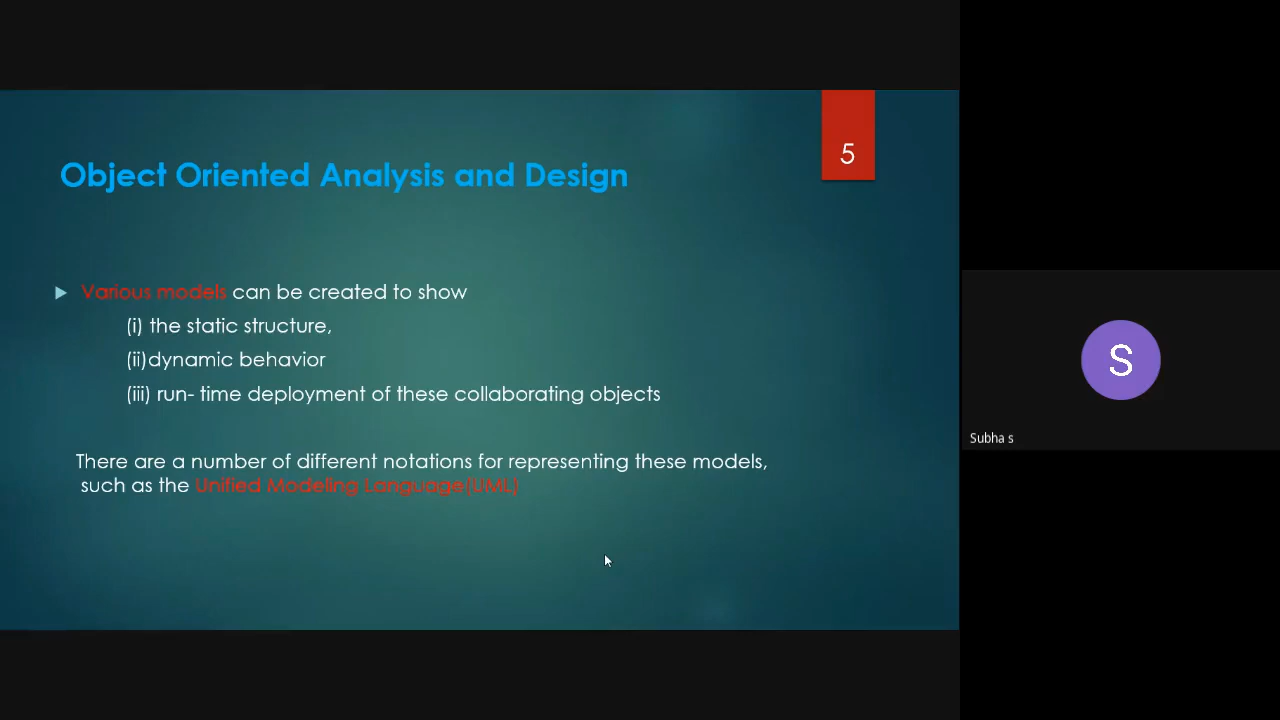 5
Object Oriented Analysis and Design
Various models can be created to show
(i) the static structure,
(ii)dynamic behavior
(iii) run- time deployment of these collaborating objects
There are a number of different notations for representing these models,
such as the Unified Modeling Language(UML)
S
Subha s